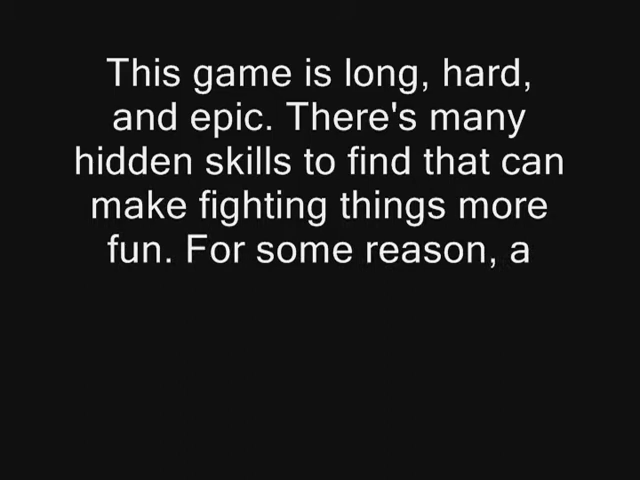 This game is long, hard,
and epic. There's many
hidden skills to find that can
make fighting things more
fun. For some reason, a